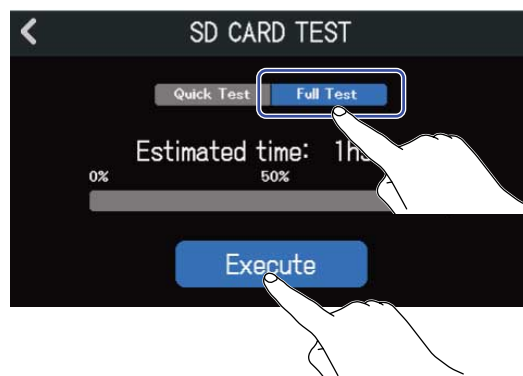 SD CARD TEST
Quick Test Full Test
Estimated time:
0% 50%
Execute